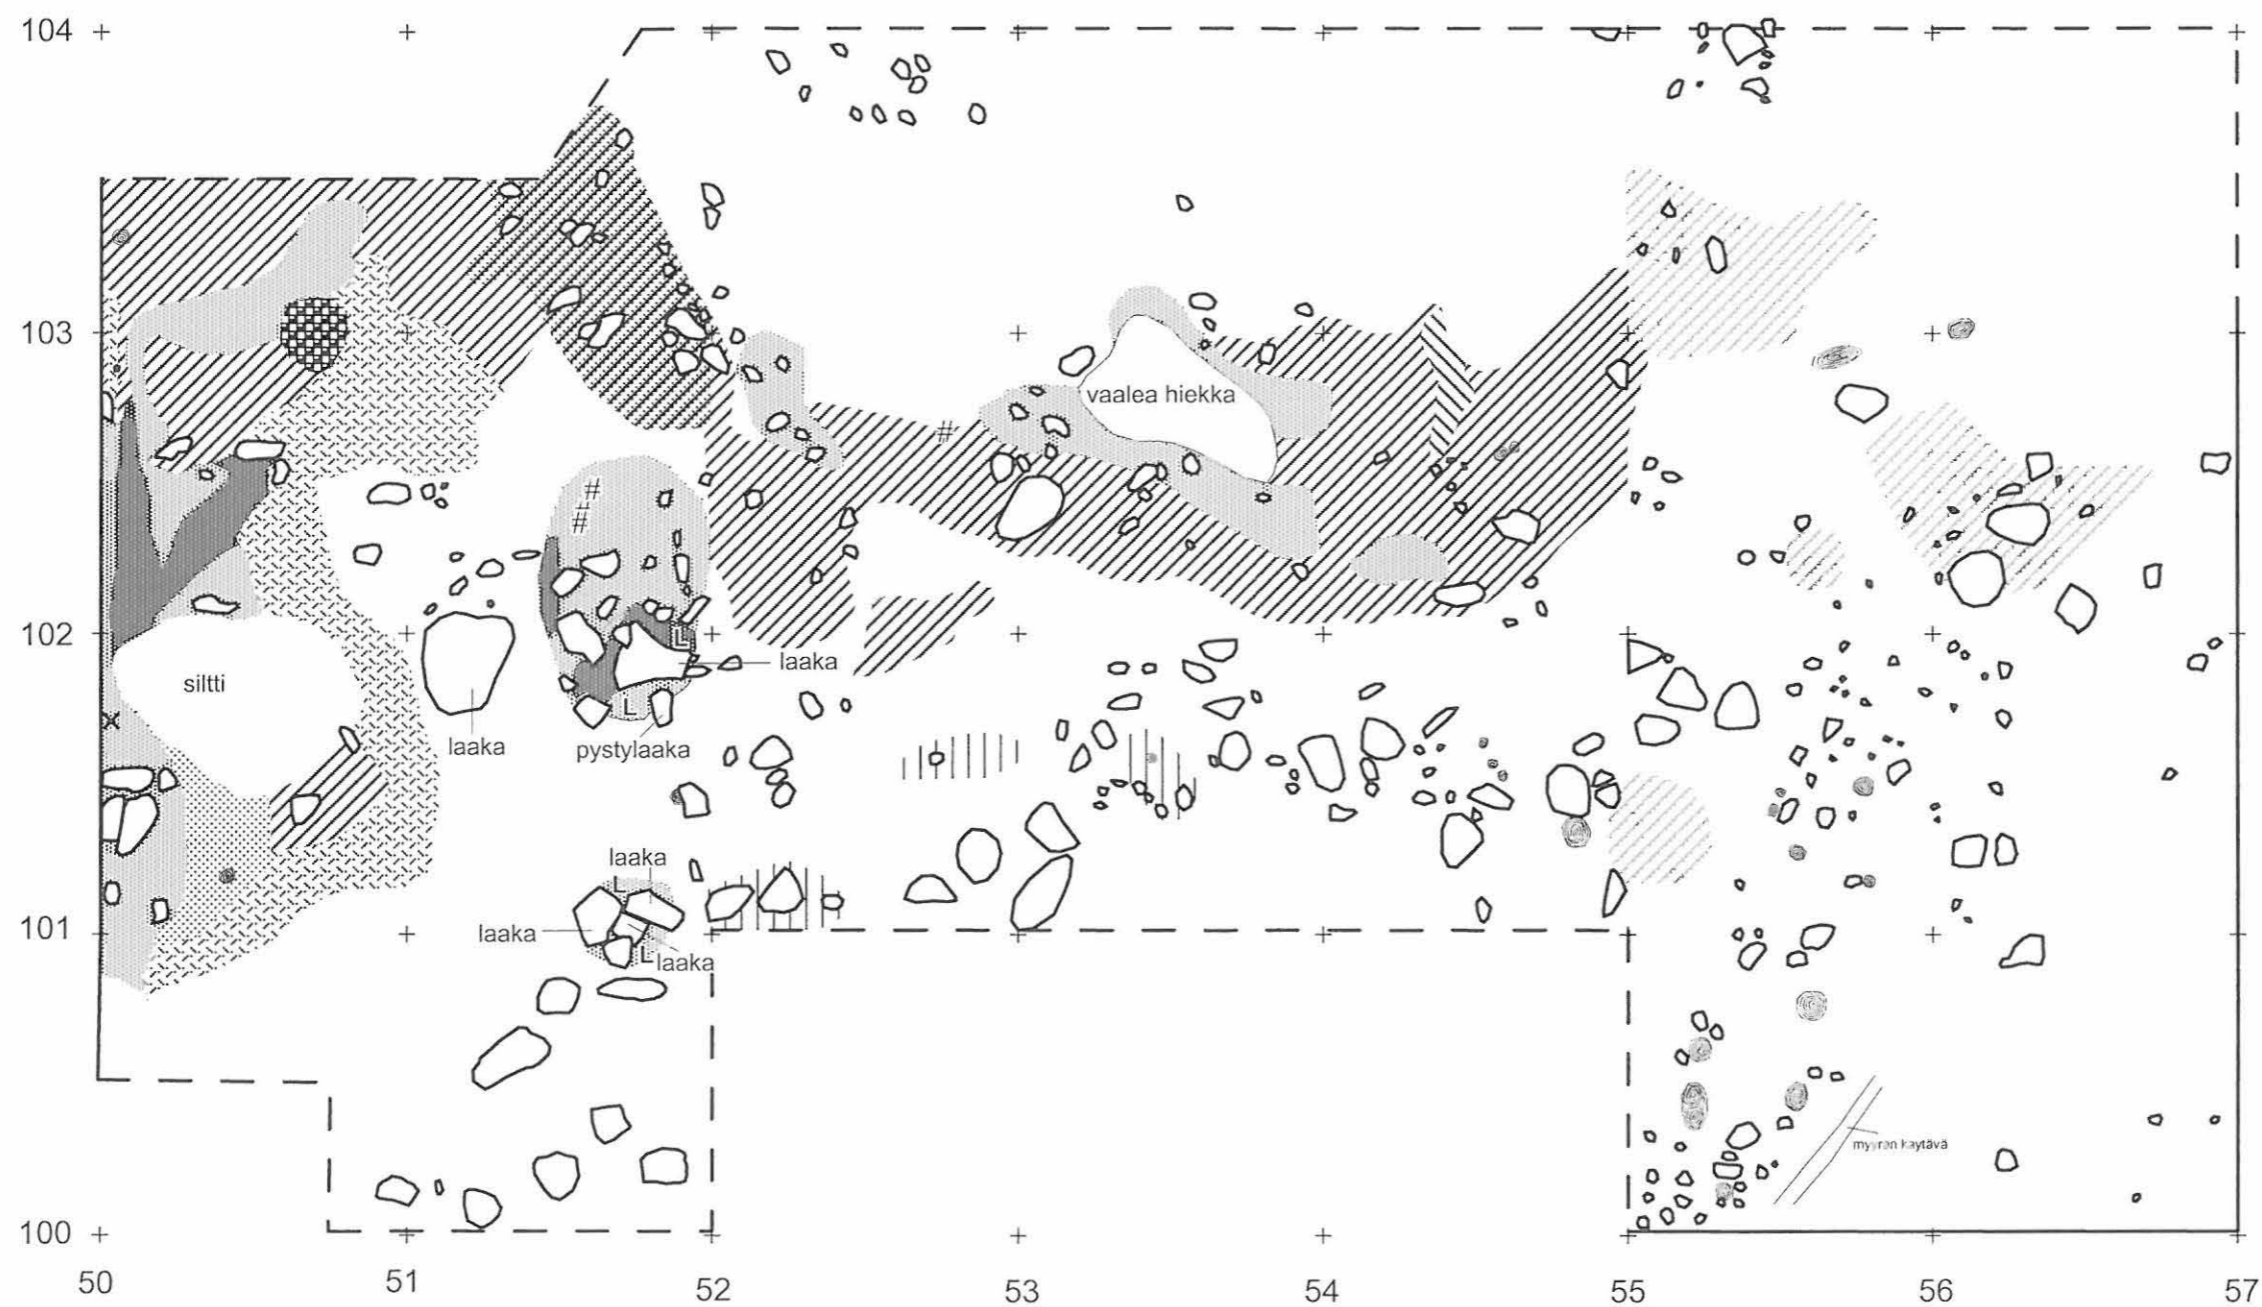 104
103
vaalea hiekka
#
#
#
102
L
laaka
siltti
L
x
laaka
pystylaaka
laaka
L
101
laaka
L
laaka
myyrän käytävä
100
50
51
52
53
54
55
56
57